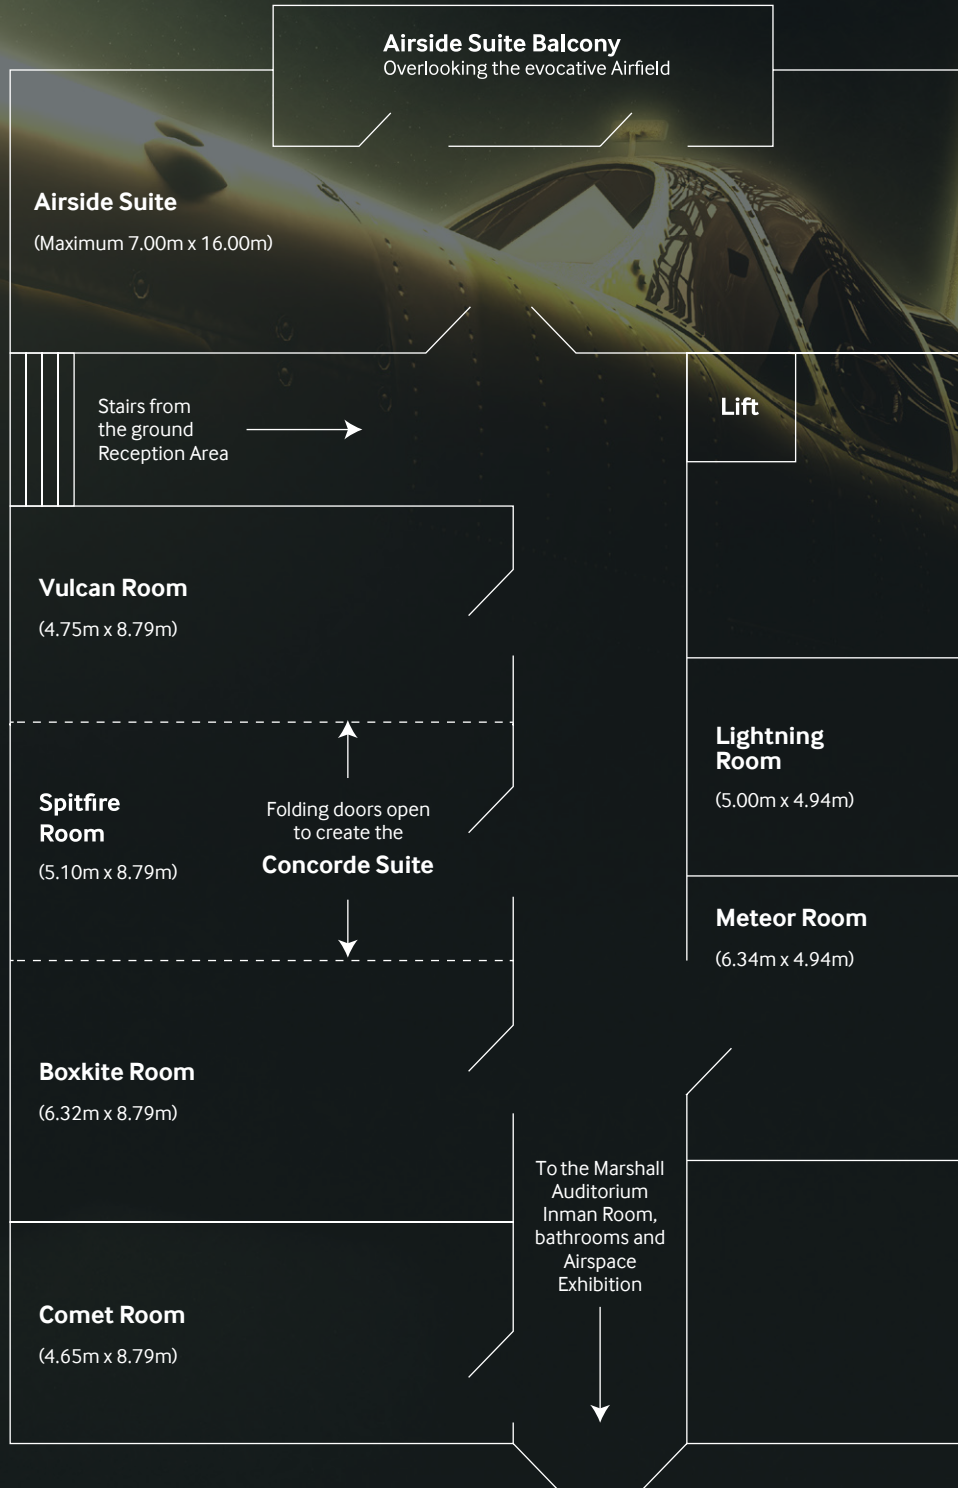 Airside Suite Balcony
Overlooking the evocative Airfield
Airside Suite
(Maximum 7.00m x 16.00m)
Stairs from
the ground
Reception Area
Lift
Vulcan Room
(4.75m x 8.79m)
Spitfire
Room
(5.10m x 8.79m)
Folding doors open
to create the
Concorde Suite
Lightning
Room
(5.00m x 4.94m)
Meteor Room
(6.34m x 4.94m)
Boxkite Room
(6.32m x 8.79m)
To the Marshall
Auditorium
Inman Room,
bathrooms and
Airspace
Exhibition
Comet Room
(4.65m x 8.79m)